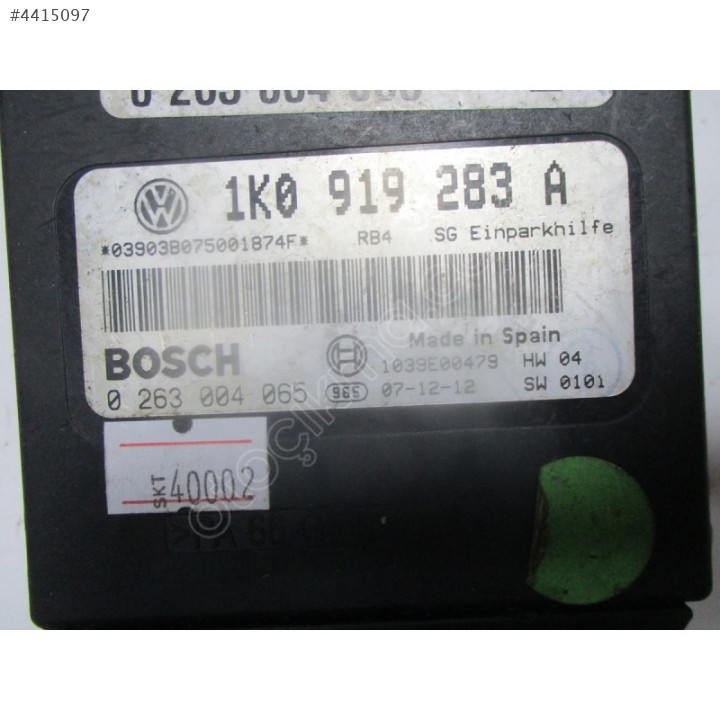 #4415097
1K0 919 283 A
*03903B075001874F* RB4 SG Einparkhilfe
BOSCH
Made in Spain
1039E00479 HW 04
0 263 004 065 336 07-12-12 SW 0101
SKT 40002